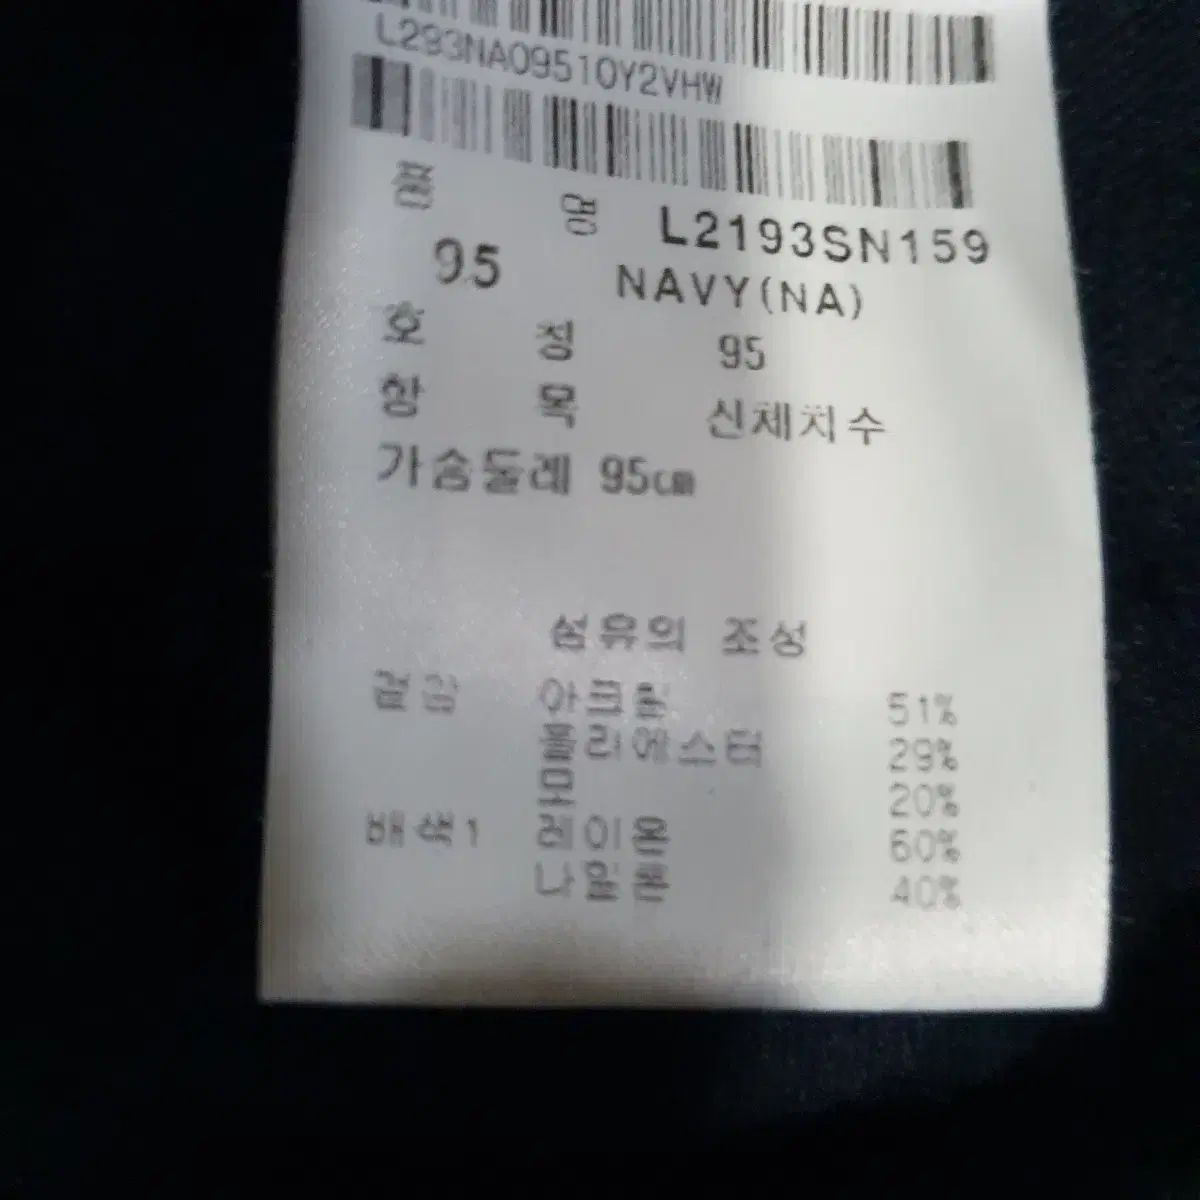 L293NA09510Y2VHW
품 명 L2193SN159
95 NAVY(NA)
호 칭 95
항 목 신체치수
가슴둘레 95cm
섬유의 조성
겉감 아크릴 51%
폴리에스터 29%
모 20%
배색1 레이온 60%
나일론 40%